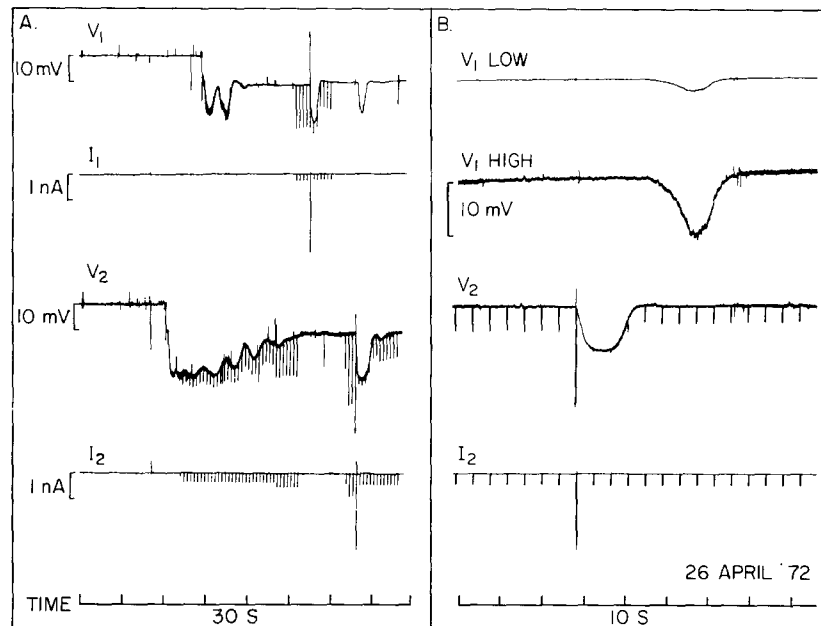 A.
V1
10 mV
I1
1 nA
V2
10 mV
I2
1 nA
TIME
30 S
B.
V1 LOW
V1 HIGH
10 mV
V2
I2
26 APRIL '72
10 S